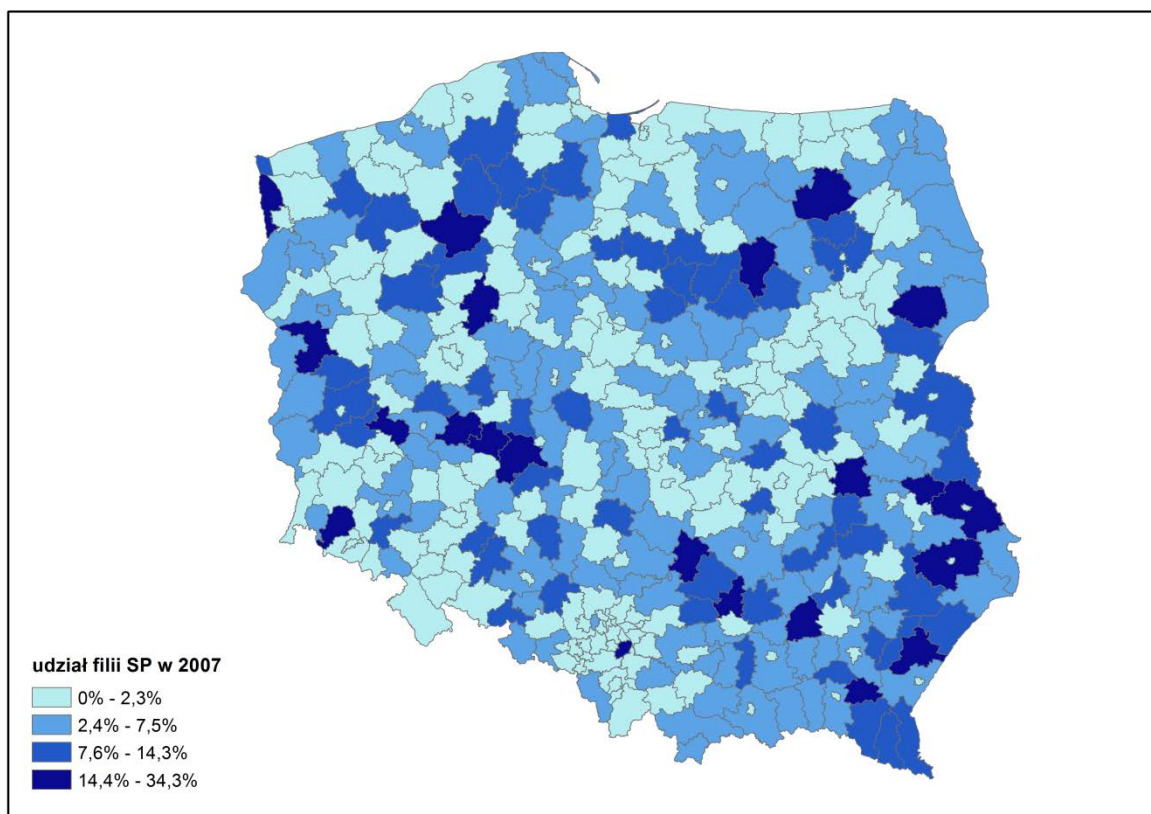 udział filii SP w 2007
0% - 2,3%
2,4% - 7,5%
7,6% - 14,3%
14,4% - 34,3%